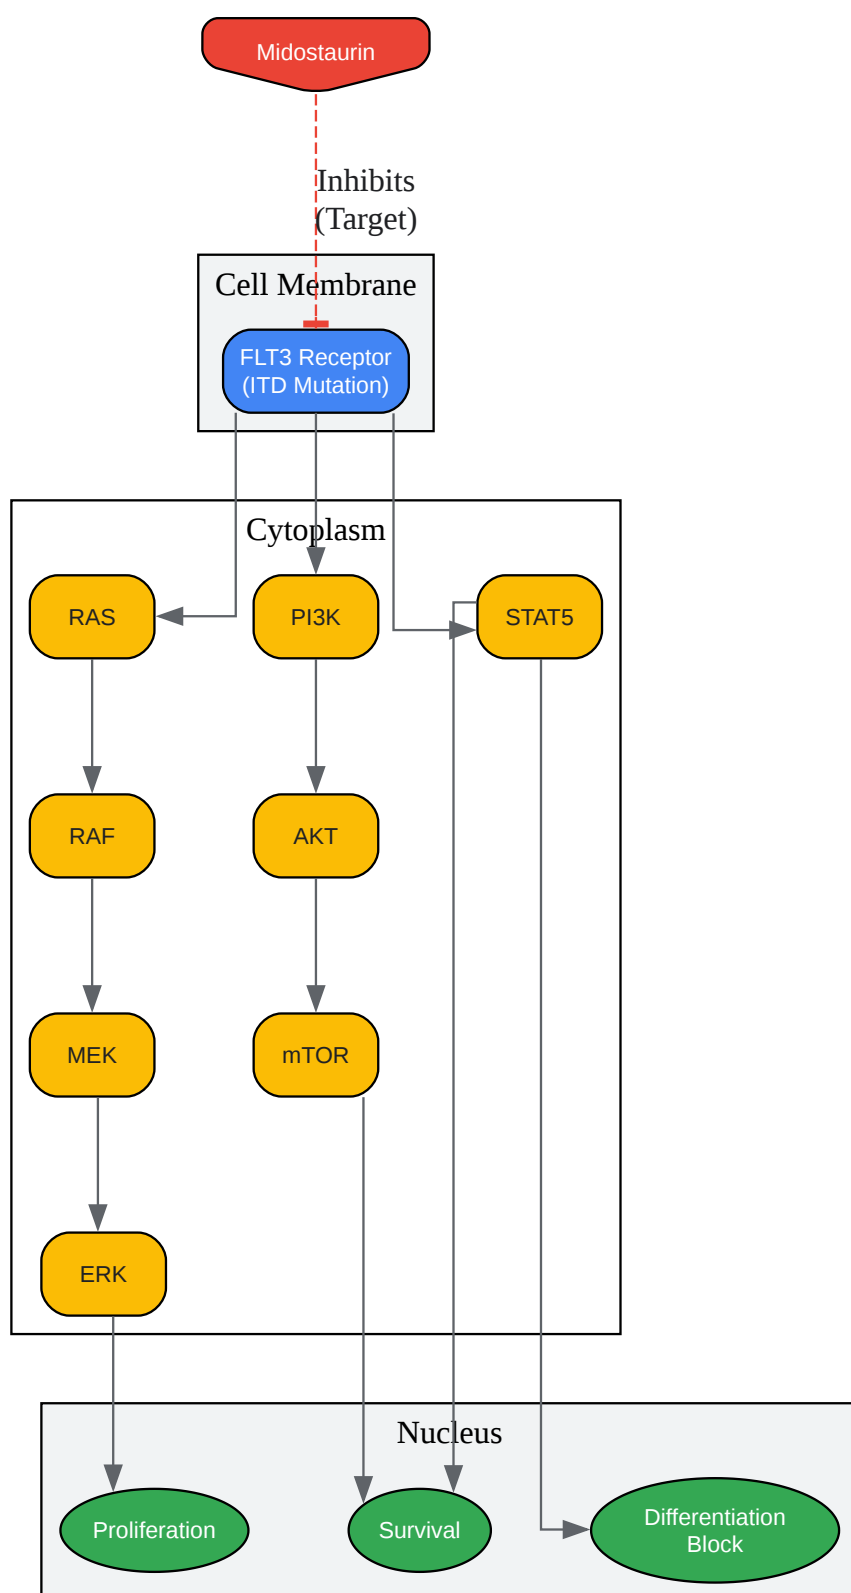 Midostaurin
Inhibits
(Target)
Cell Membrane
FLT3 Receptor
(ITD Mutation)
Cytoplasm
RAS
PI3K
STAT5
RAF
AKT
MEK
mTOR
ERK
Nucleus
Proliferation
Survival
Differentiation
Block